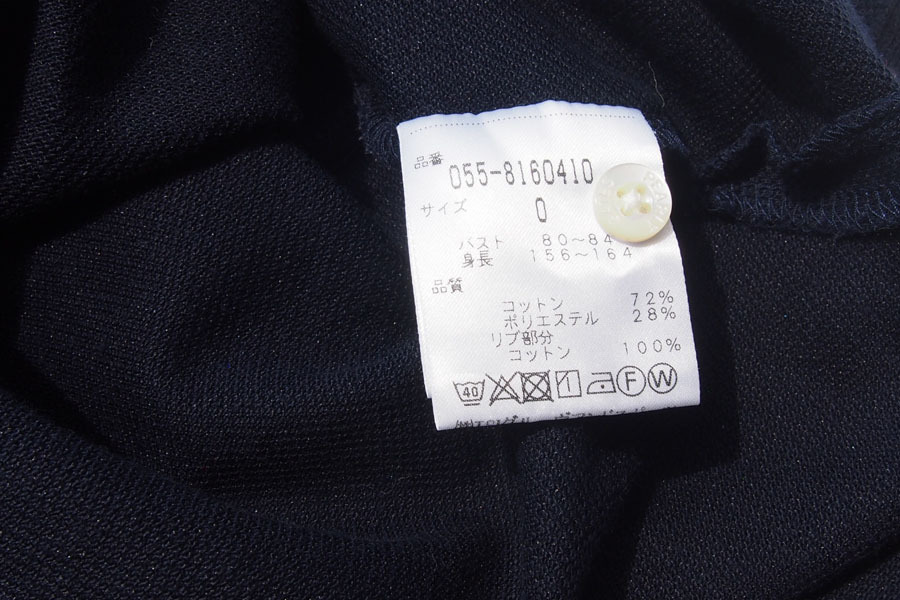 品番
055-8160410
サイズ 0
バスト 80〜84
身長 156〜164
品質
コットン 72%
ポリエステル 28%
リブ部分
コットン 100%
40 F W